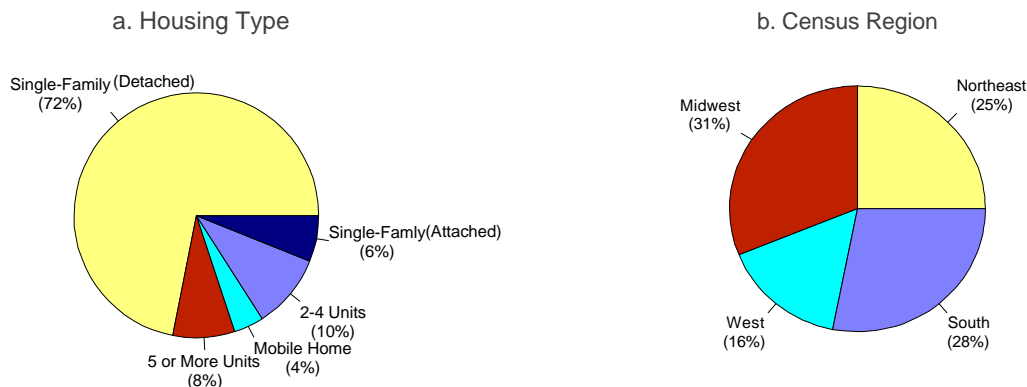 a. Housing Type
Single-Family(Detached)
(72%)
Single-Famly(Attached)
(6%)
2-4 Units
(10%)
Mobile Home
(4%)
5 or More Units
(8%)
b. Census Region
Northeast
(25%)
Midwest
(31%)
West
(16%)
South
(28%)